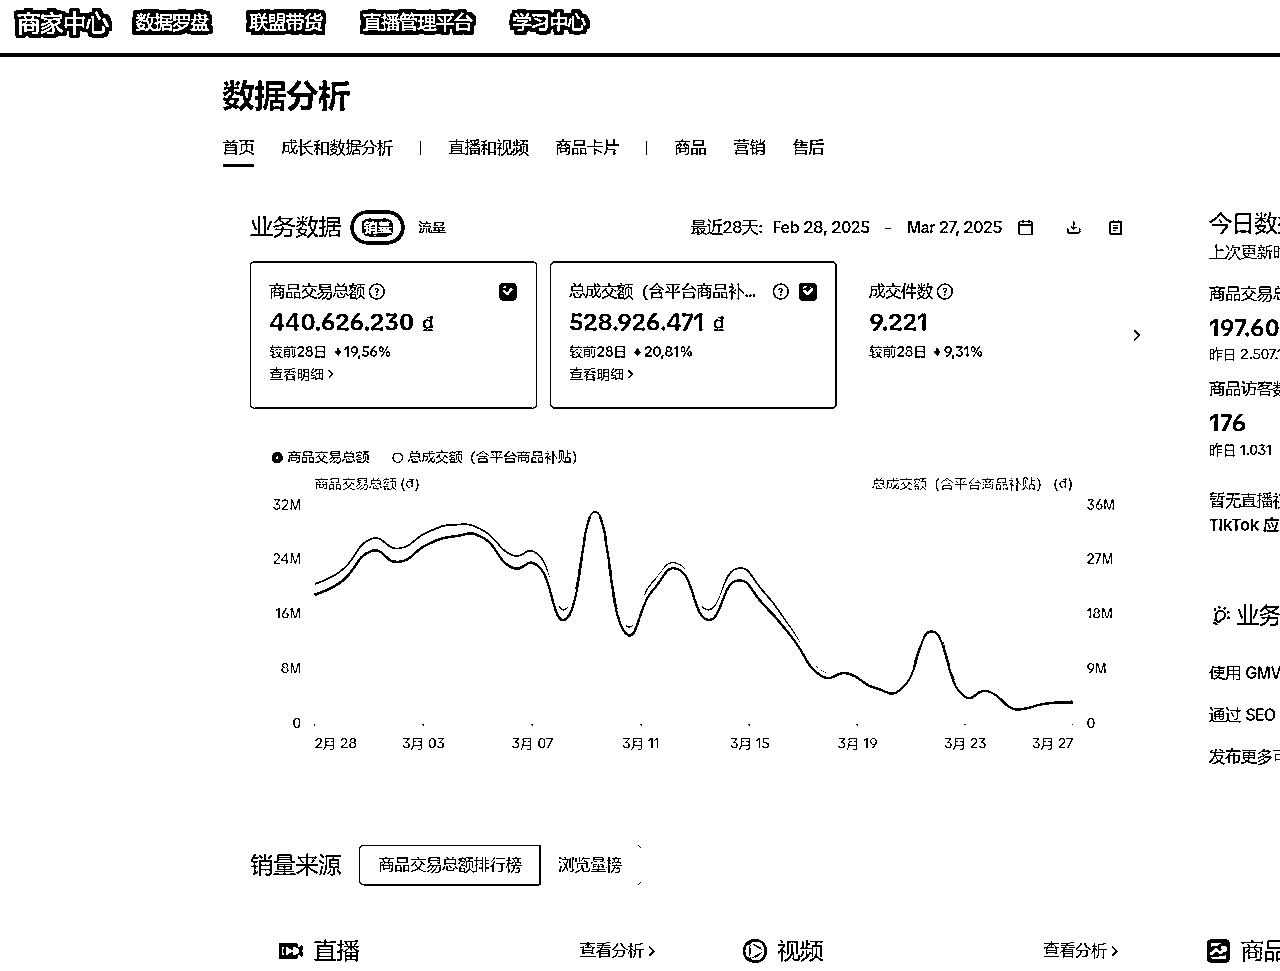 商家中心 数据罗盘 联盟带货 直播管理平台 学习中心
数据分析
首页 成长和数据分析 | 直播和视频 商品卡片 | 商品 营销 售后
业务数据 销量 流量 最近28天: Feb 28, 2025 - Mar 27, 2025
商品交易总额
440.626.230 ₫
较前28日 19,56%
查看明细 >
总成交额（含平台商品补...
528.926.471 ₫
较前28日 20,81%
查看明细 >
成交件数
9.221
较前28日 9,31%
商品交易总额 总成交额（含平台商品补贴）
商品交易总额 (₫) 总成交额（含平台商品补贴） (₫)
32M 36M
24M 27M
16M 18M
8M 9M
0 0
2月 28 3月 03 3月 07 3月 11 3月 15 3月 19 3月 23 3月 27
销量来源 商品交易总额排行榜 浏览量榜
直播 查看分析 >
视频 查看分析 >
商品
今日数
上次更新
商品交易
197.60
昨日 2.507.
商品访客
176
昨日 1.031
暂无直播
TikTok 应
业务
使用 GMV
通过 SEO
发布更多